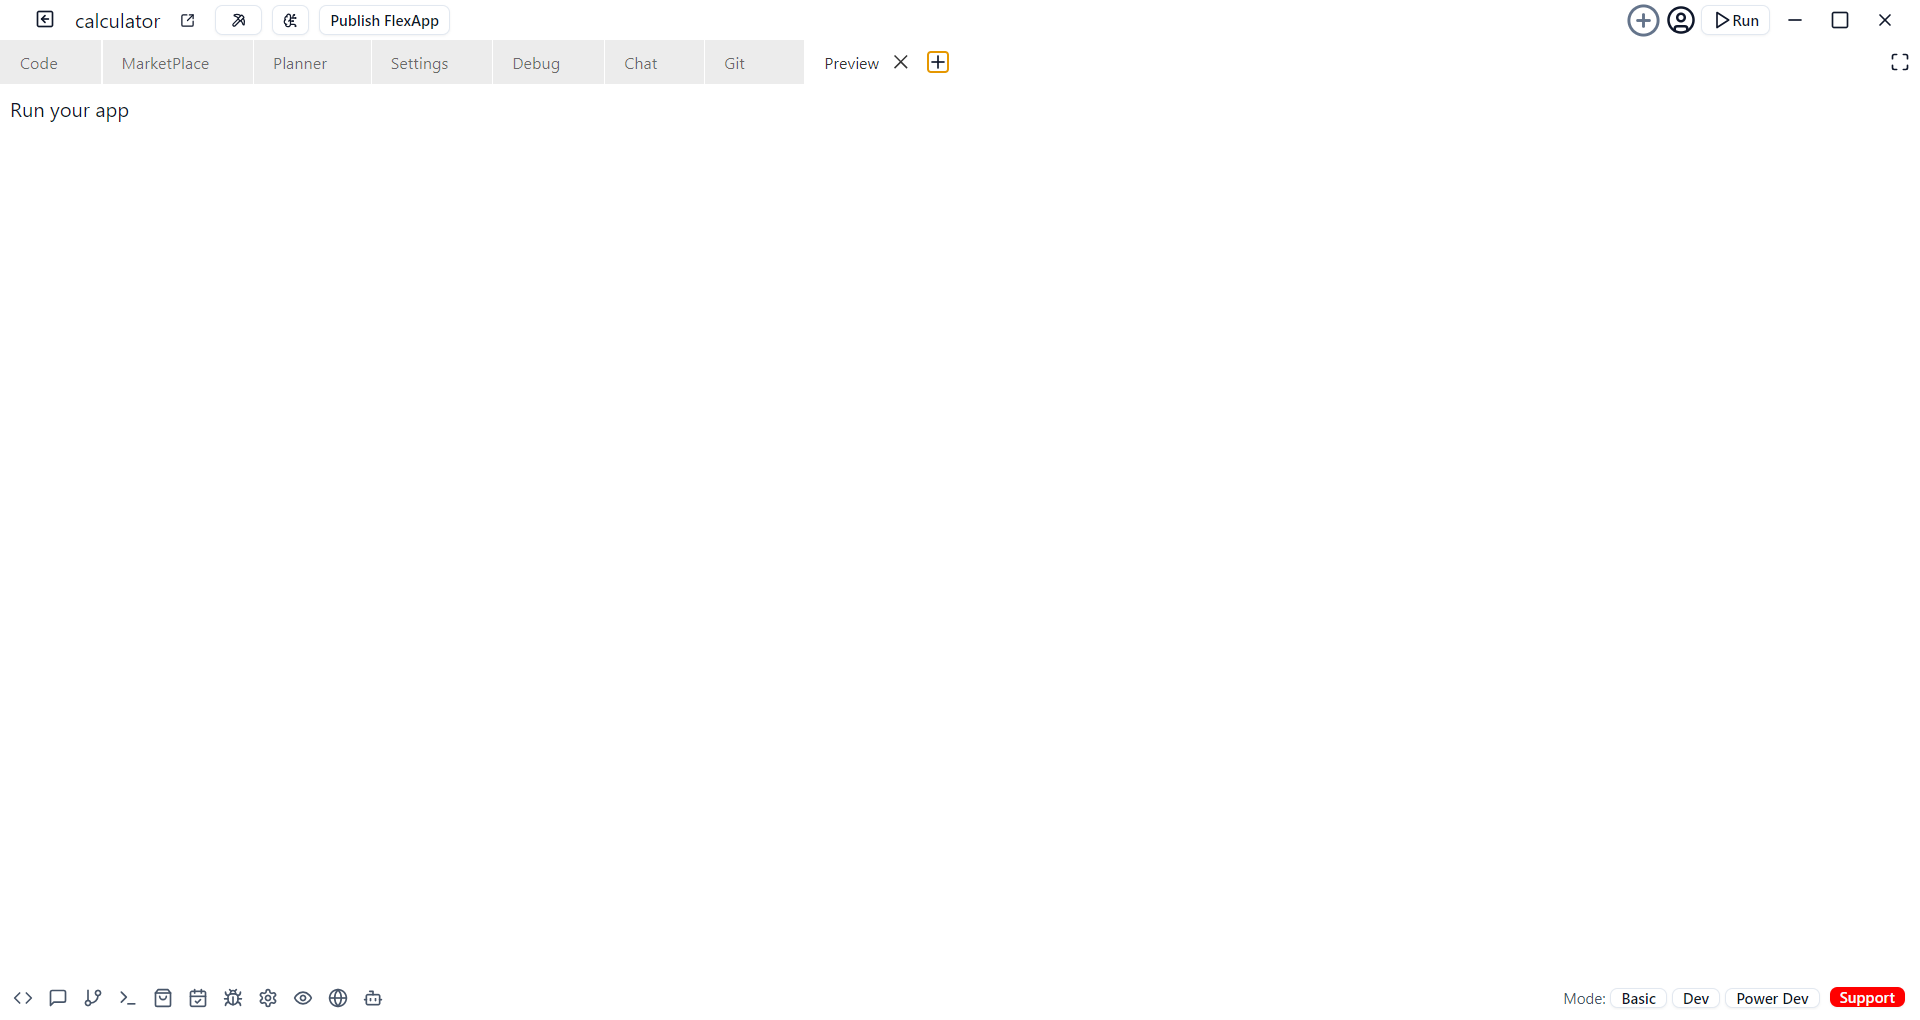 calculator Publish FlexApp Run
Code MarketPlace Planner Settings Debug Chat Git Preview
Run your app
Mode: Basic Dev Power Dev Support